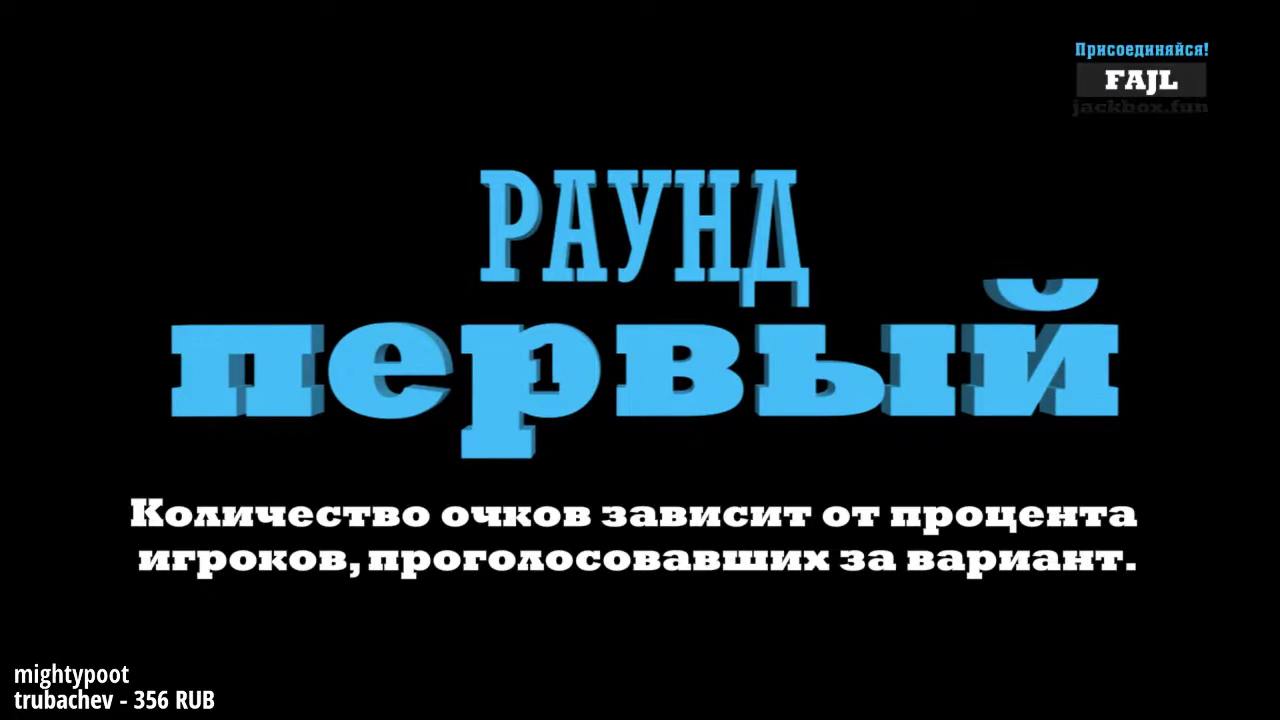 Присоединяйся!
FAJL
jackbox.fun
РАУНД
первый
1
Количество очков зависит от процента
игроков, проголосовавших за вариант.
mightypoot
trubachev - 356 RUB